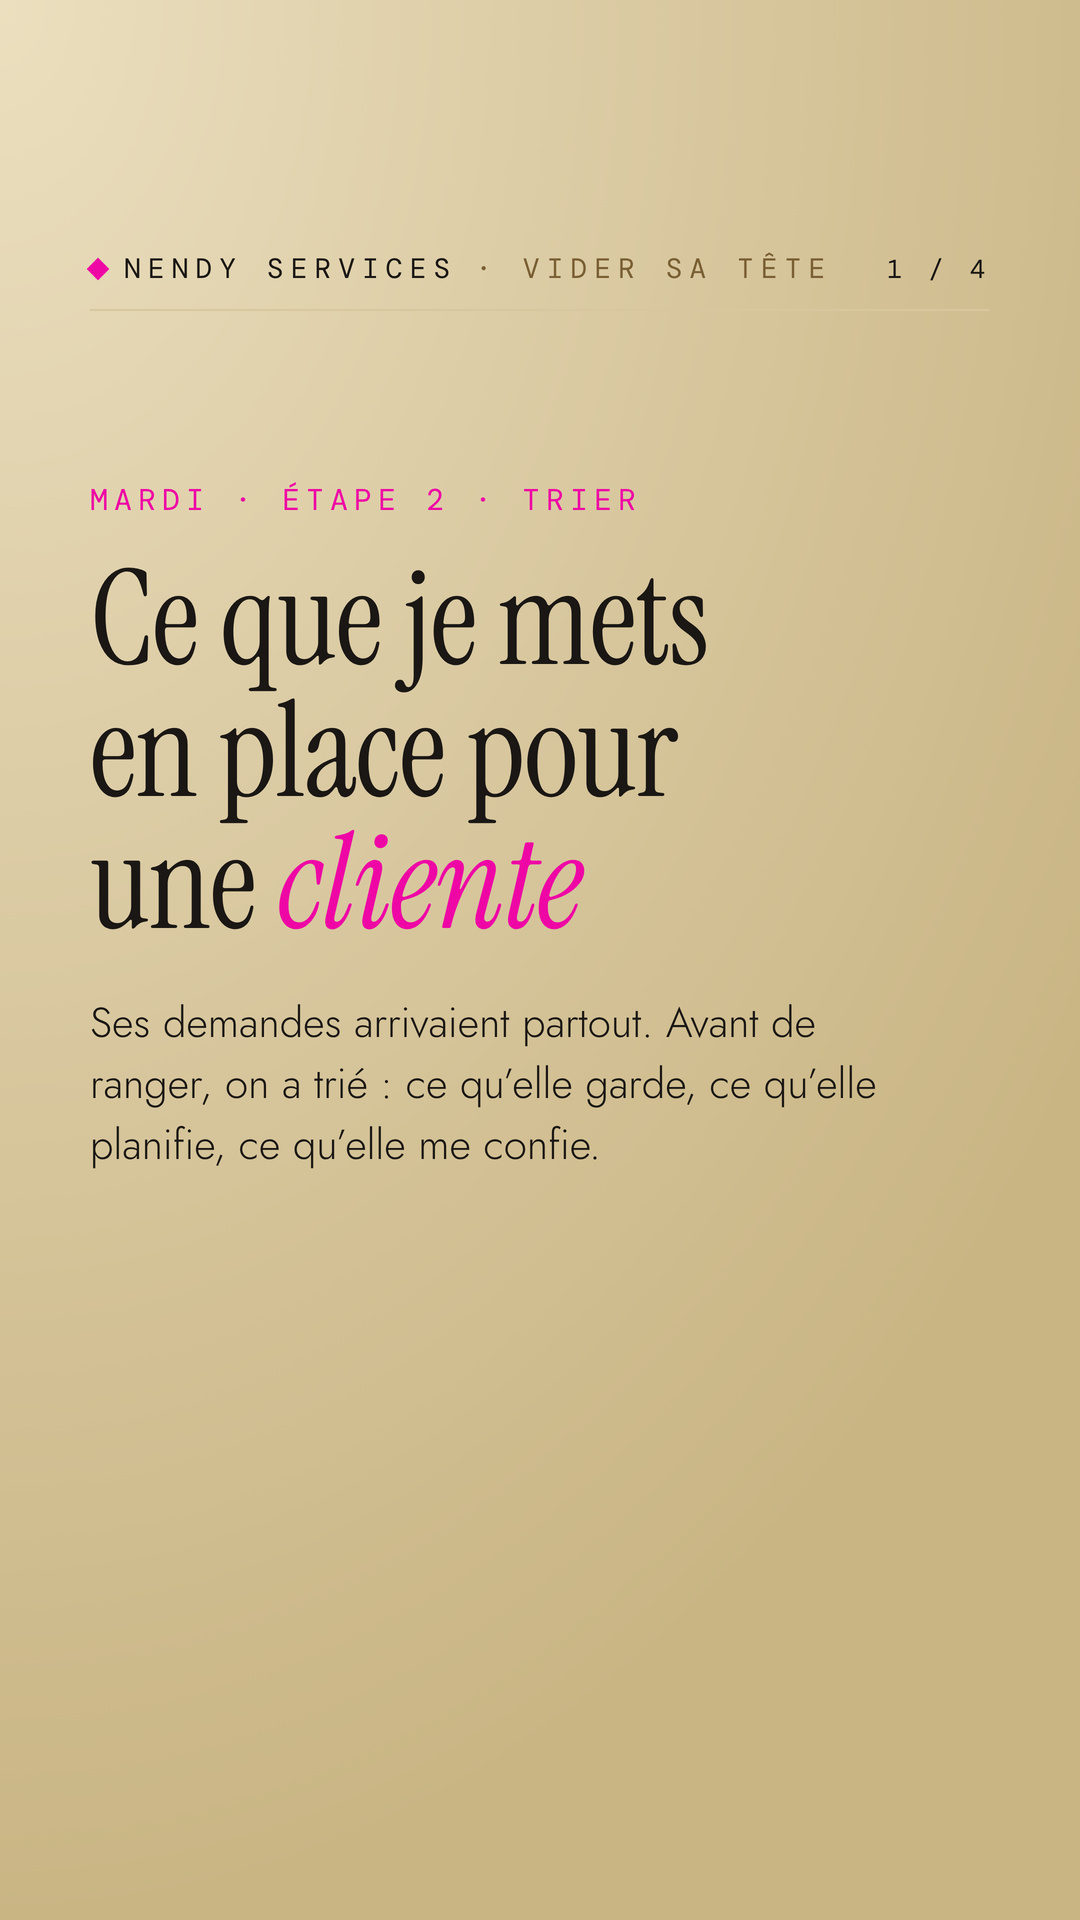 NENDY SERVICES · VIDER SA TÊTE 1 / 4
MARDI · ÉTAPE 2 · TRIER
Ce que je mets
en place pour
une cliente
Ses demandes arrivaient partout. Avant de
ranger, on a trié : ce qu’elle garde, ce qu’elle
planifie, ce qu’elle me confie.